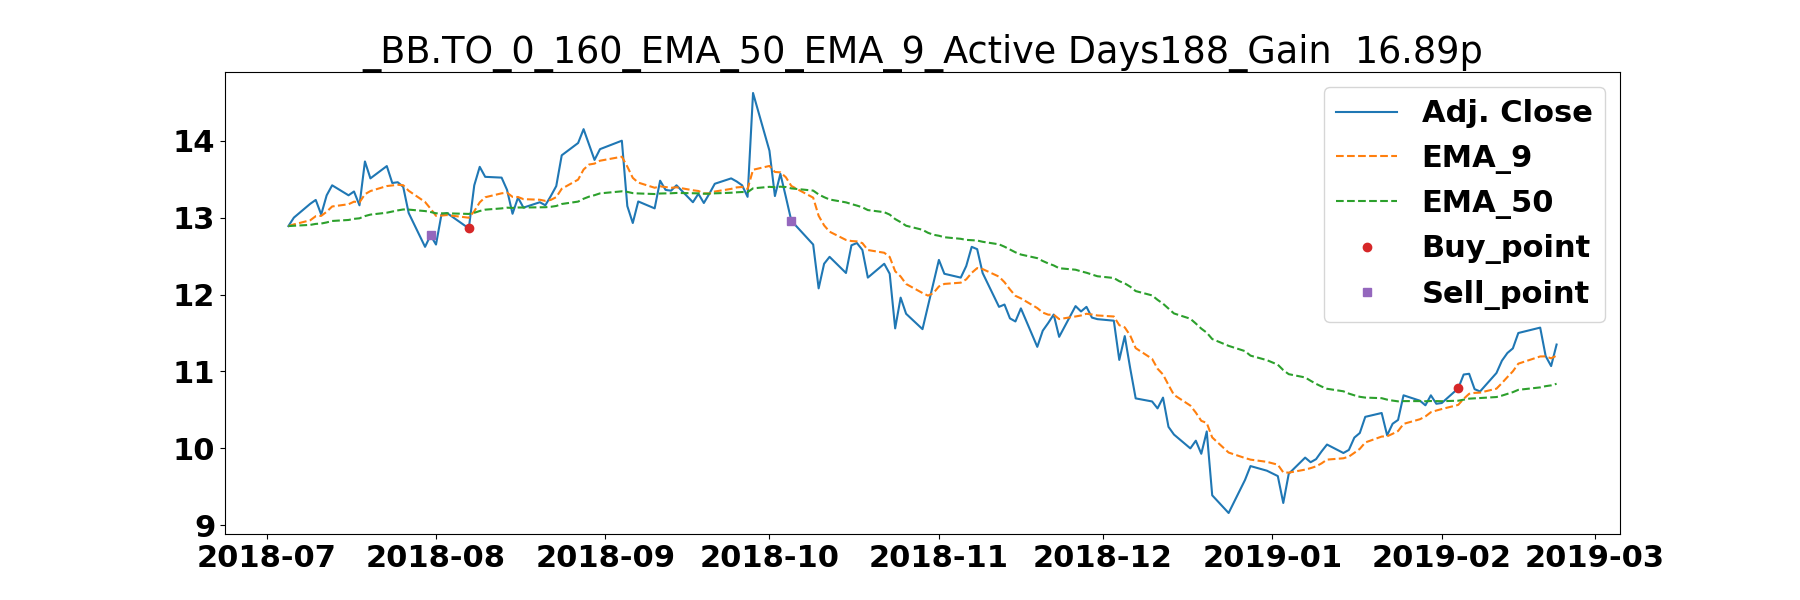 _BB.TO_0_160_EMA_50_EMA_9_Active Days188_Gain  16.89p
Adj. Close
EMA_9
EMA_50
Buy_point
Sell_point
14
13
12
11
10
9
2018-07 2018-08 2018-09 2018-10 2018-11 2018-12 2019-01 2019-02 2019-03